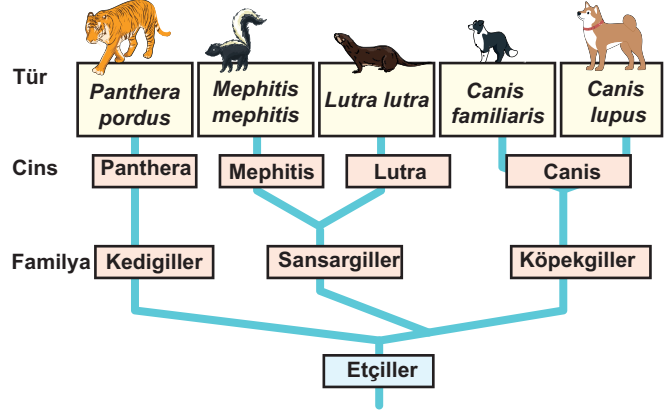 Tür
Panthera
pordus
Mephitis
mephitis
Lutra lutra
Canis
familiaris
Canis
lupus
Cins
Panthera
Mephitis
Lutra
Canis
Familya
Kedigiller
Sansargiller
Köpekgiller
Etçiller